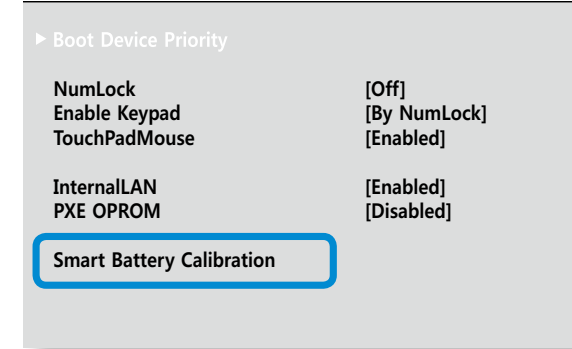 ▶ Boot Device Priority
NumLock [Off]
Enable Keypad [By NumLock]
TouchPadMouse [Enabled]
InternalLAN [Enabled]
PXE OPROM [Disabled]
Smart Battery Calibration